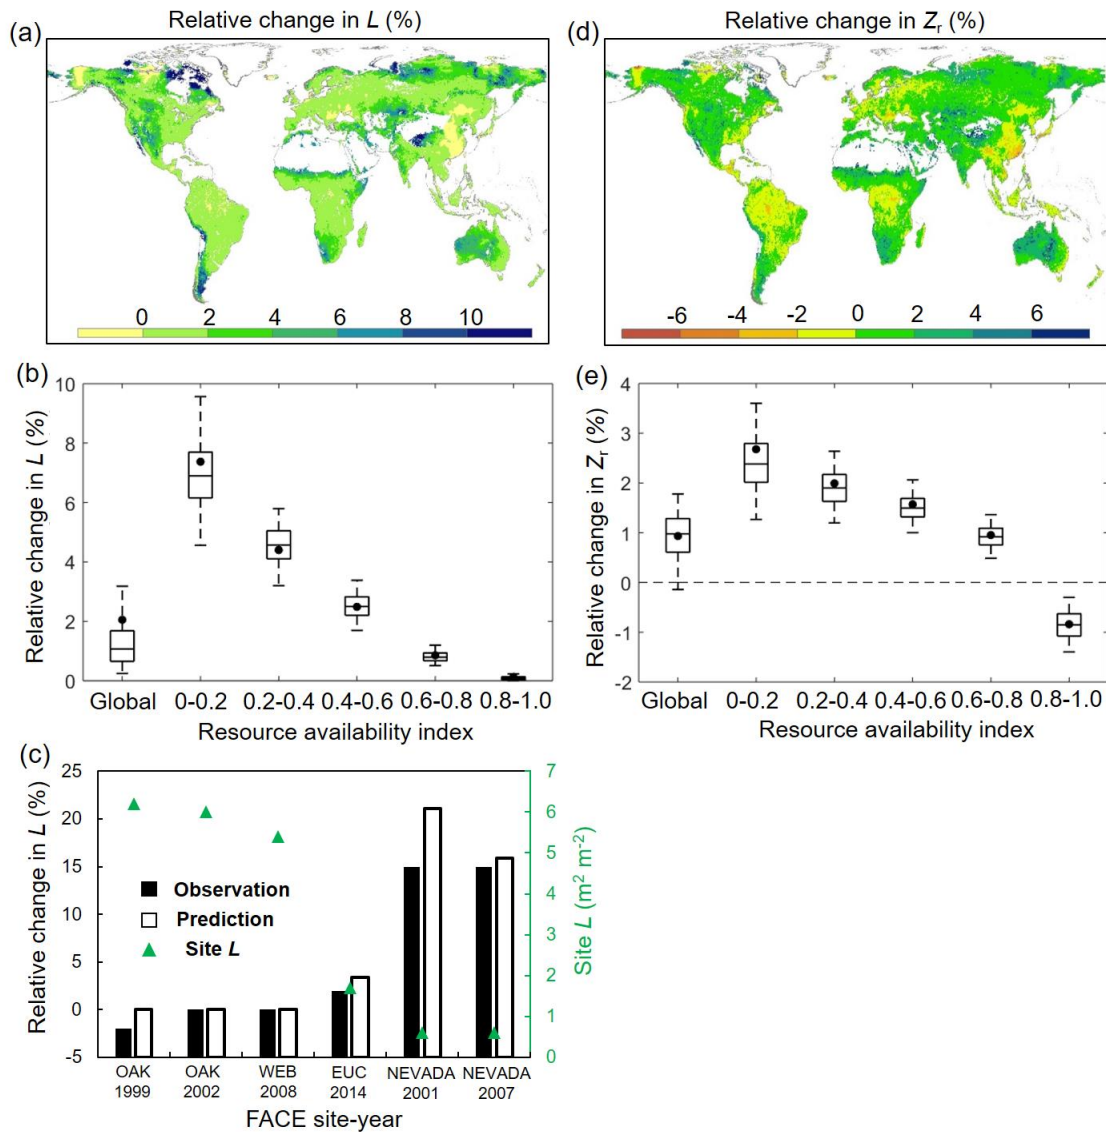 (a)
Relative change in L (%)
0 2 4 6 8 10
(d)
Relative change in Zr (%)
-6 -4 -2 0 2 4 6
(b)
Relative change in L (%)
10
8
6
4
2
0
Global 0-0.2 0.2-0.4 0.4-0.6 0.6-0.8 0.8-1.0
Resource availability index
(e)
Relative change in Zr (%)
4
3
2
1
0
-1
-2
Global 0-0.2 0.2-0.4 0.4-0.6 0.6-0.8 0.8-1.0
Resource availability index
(c)
Relative change in L (%)
25
20
15
10
5
0
-5
Observation
Prediction
Site L
7
6
5
4
3
2
1
0
Site L (m² m⁻²)
OAK OAK WEB EUC NEVADA NEVADA
1999 2002 2008 2014 2001 2007
FACE site-year